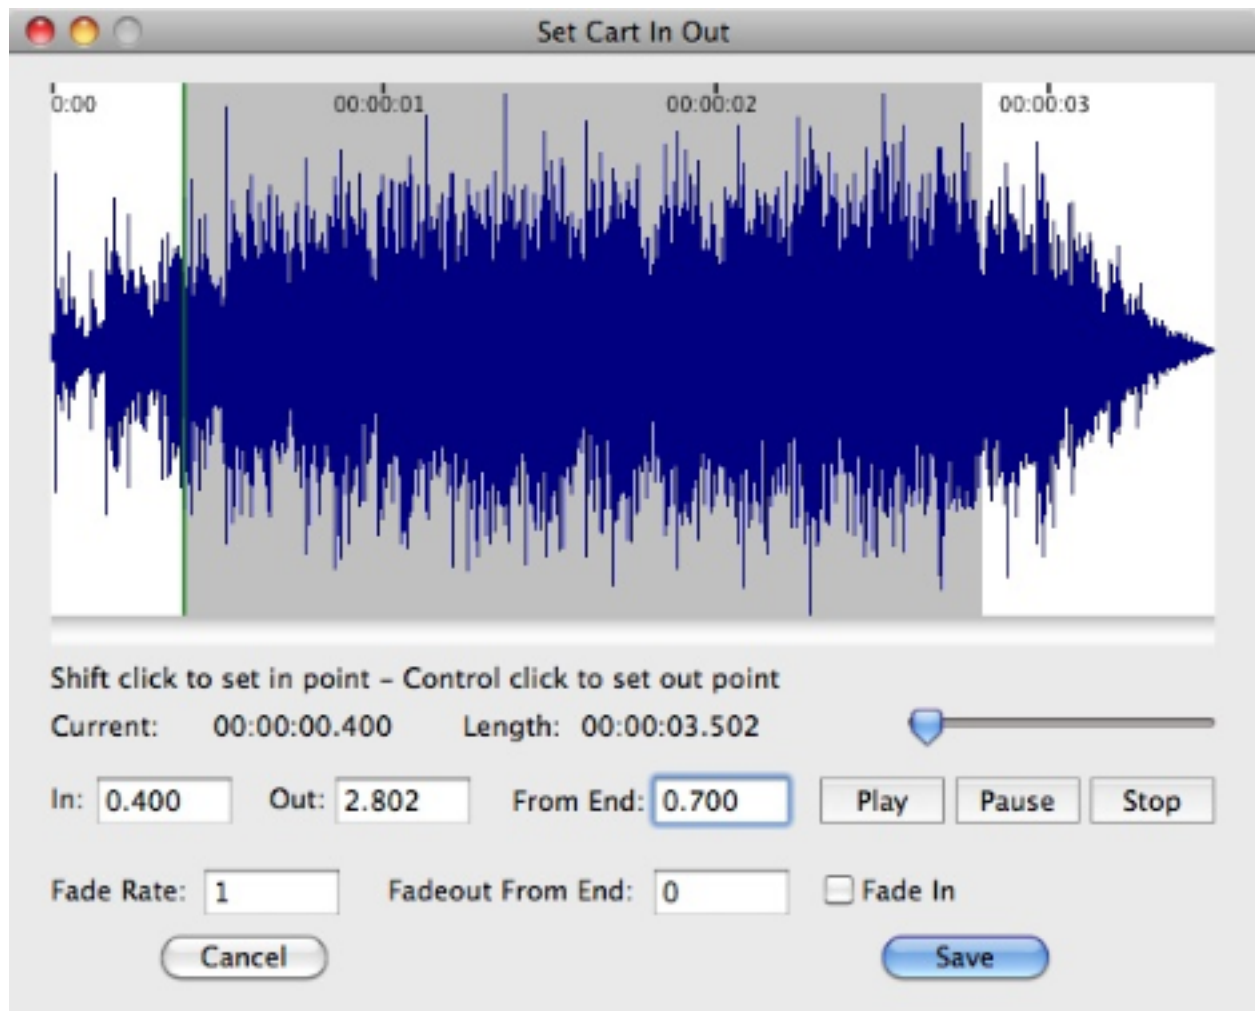 Set Cart In Out
0:00 00:00:01 00:00:02 00:00:03
Shift click to set in point – Control click to set out point
Current: 00:00:00.400 Length: 00:00:03.502
In: 0.400 Out: 2.802 From End: 0.700 Play Pause Stop
Fade Rate: 1 Fadeout From End: 0 Fade In
Cancel Save